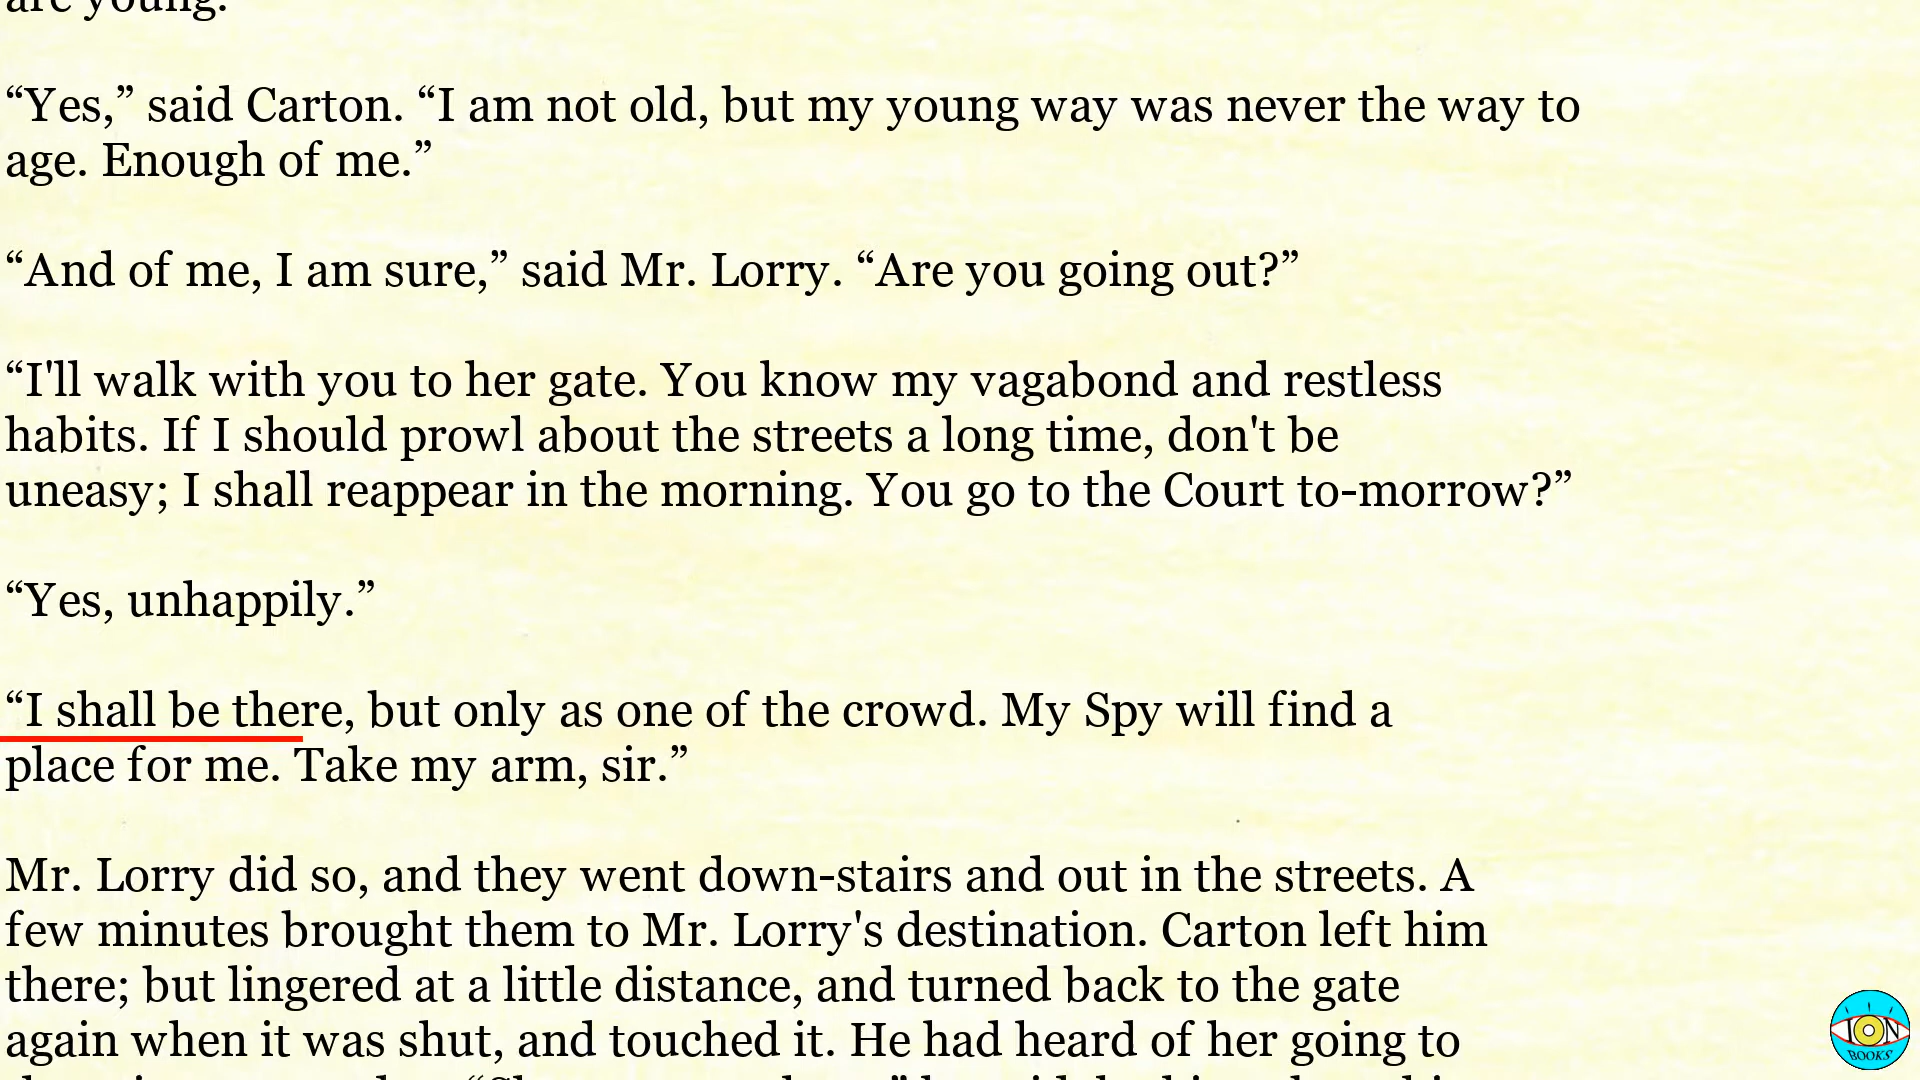 are young.
“Yes,” said Carton. “I am not old, but my young way was never the way to
age. Enough of me.”
“And of me, I am sure,” said Mr. Lorry. “Are you going out?”
“I'll walk with you to her gate. You know my vagabond and restless
habits. If I should prowl about the streets a long time, don't be
uneasy; I shall reappear in the morning. You go to the Court to-morrow?”
“Yes, unhappily.”
“I shall be there, but only as one of the crowd. My Spy will find a
place for me. Take my arm, sir.”
Mr. Lorry did so, and they went down-stairs and out in the streets. A
few minutes brought them to Mr. Lorry's destination. Carton left him
there; but lingered at a little distance, and turned back to the gate
again when it was shut, and touched it. He had heard of her going to
ION
BOOKS